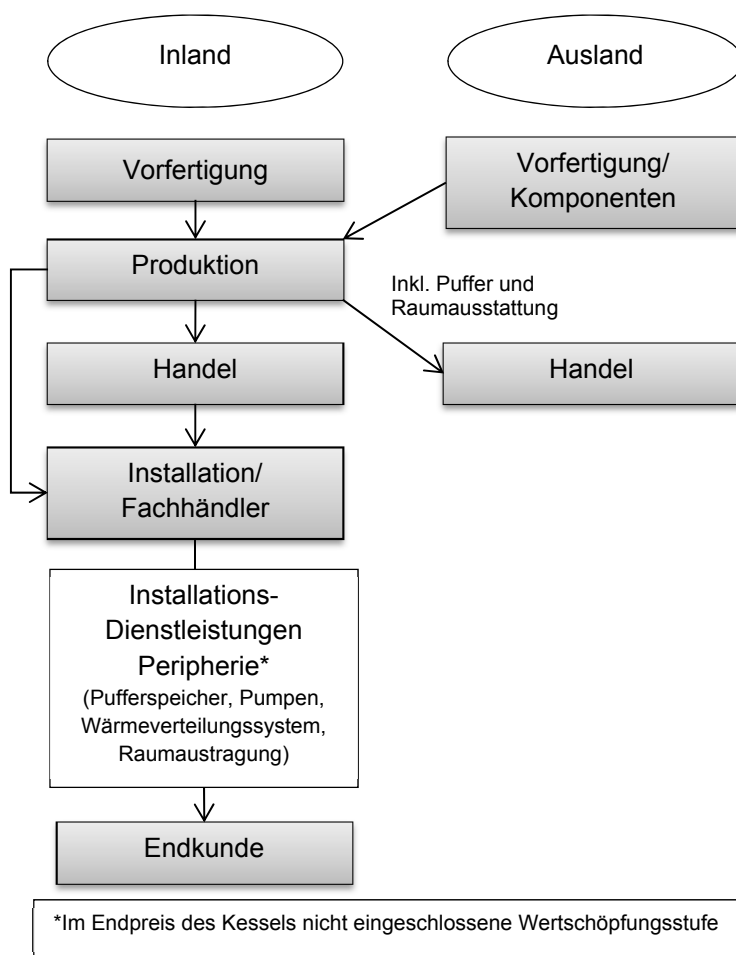 Inland
Ausland
Vorfertigung
Vorfertigung/
Komponenten
Produktion
Inkl. Puffer und
Raumausstattung
Handel
Handel
Installation/
Fachhändler
Installations-
Dienstleistungen
Peripherie*
(Pufferspeicher, Pumpen,
Wärmeverteilungssystem,
Raumaustragung)
Endkunde
*Im Endpreis des Kessels nicht eingeschlossene Wertschöpfungsstufe